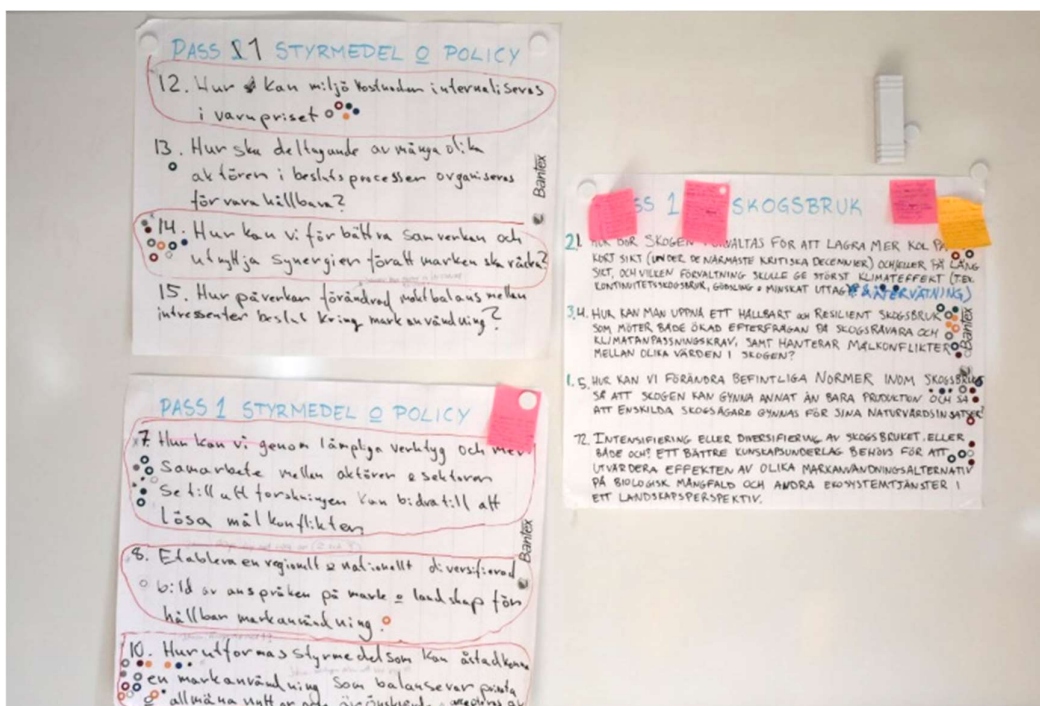 PASS 1 STYRMEDEL O POLICY
12. Hur kan miljökostnaden internaliseras
i varupriset
13. Hur ska deltagande av många olika
aktörer i beslutsprocesser organiseras
för vara hållbara?
14. Hur kan vi förbättra samverkan och
utnyttja synergier för att marken ska räcka?
15. Hur påverkan förändrad maktbalans mellan
intressenter beslut kring markanvändning?
Bantex
PASS 1 STYRMEDEL O POLICY
7. Hur kan vi genom lämpliga verktyg och mer
samarbete mellan aktörer o sektorer
se till att forskningen kan bidra till att
lösa målkonflikter
8. Etablera en regionalt o nationellt diversifierad
bild av anspråken på mark o landskap för
hållbar markanvändning.
10. Hur utformas styrmedel som kan åstadkomma
en markanvändning som balanserar privata
allmäna
Bantex
SS 1 SKOGSBRUK
21. HUR BÖR SKOGEN FÖRVALTAS FÖR ATT LAGRA MER KOL PÅ
KORT SIKT (UNDER DE NÄRMASTE KRITISKA DECENNIER) OCH/ELLER PÅ LÅNG
SIKT, OCH VILKEN FÖRVALTNING SKULLE GE STÖRST KLIMATEFFEKT (T.EX.
KONTINUITETSSKOGSBRUK, GÖDSLING O MINSKAT UTTAG ÅTERVÄTNING)
3,4. HUR KAN MAN UPPNÅ ETT HÅLLBART OCH RESILIENT SKOGSBRUK
SOM MÖTER BÅDE ÖKAD EFTERFRÅGAN PÅ SKOGSRÅVARA OCH
KLIMATANPASSNINGSKRAV, SAMT HANTERAR MÅLKONFLIKTER
MELLAN OLIKA VÄRDEN I SKOGEN?
1. 5. HUR KAN VI FÖRÄNDRA BEFINTLIGA NORMER INOM SKOGSBRUK
SÅ ATT SKOGEN KAN GYNNA ANNAT ÄN BARA PRODUKTION OCH SÅ
ATT ENSKILDA SKOGSÄGARE GYNNAS FÖR SINA NATURVÅRDSINSATSER?
72. INTENSIFIERING ELLER DIVERSIFIERING AV SKOGSBRUKET, ELLER
BÅDE OCH? ETT BÄTTRE KUNSKAPSUNDERLAG BEHÖVS FÖR ATT
UTVÄRDERA EFFEKTEN AV OLIKA MARKANVÄNDNINGSALTERNATIV
PÅ BIOLOGISK MÅNGFALD OCH ANDRA EKOSYSTEMTJÄNSTER I
ETT LANDSKAPSPERSPEKTIV.
Bantex